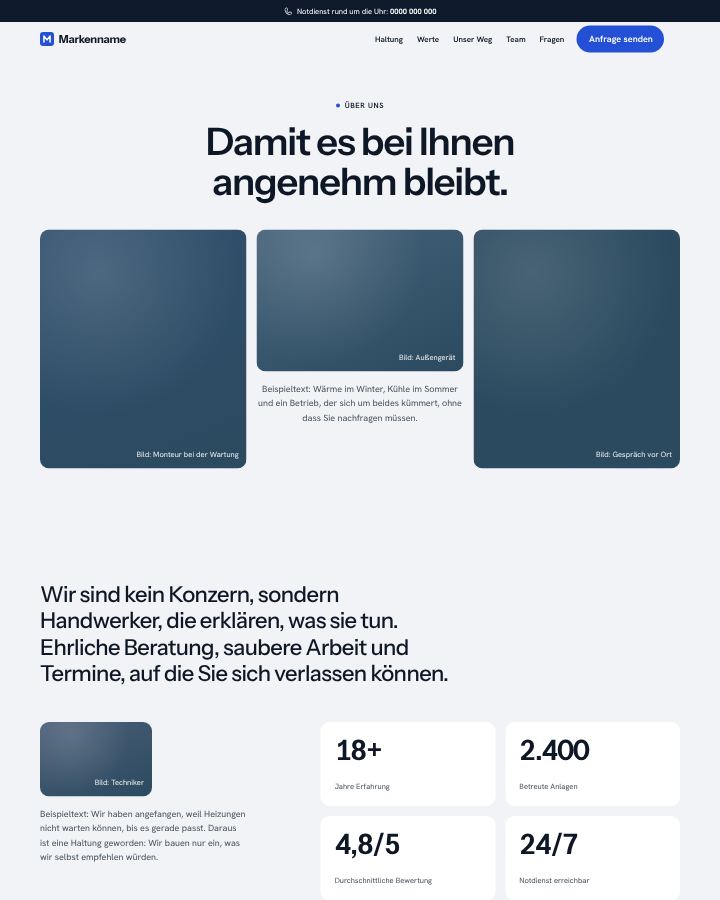 Notdienst rund um die Uhr: 0000 000 000
Markenname
Haltung Werte Unser Weg Team Fragen Anfrage senden
ÜBER UNS
Damit es bei Ihnen
angenehm bleibt.
Bild: Monteur bei der Wartung
Bild: Außengerät
Beispieltext: Wärme im Winter, Kühle im Sommer
und ein Betrieb, der sich um beides kümmert, ohne
dass Sie nachfragen müssen.
Bild: Gespräch vor Ort
Wir sind kein Konzern, sondern
Handwerker, die erklären, was sie tun.
Ehrliche Beratung, saubere Arbeit und
Termine, auf die Sie sich verlassen können.
Bild: Techniker
Beispieltext: Wir haben angefangen, weil Heizungen
nicht warten können, bis es gerade passt. Daraus
ist eine Haltung geworden: Wir bauen nur ein, was
wir selbst empfehlen würden.
18+
Jahre Erfahrung
2.400
Betreute Anlagen
4,8/5
Durchschnittliche Bewertung
24/7
Notdienst erreichbar